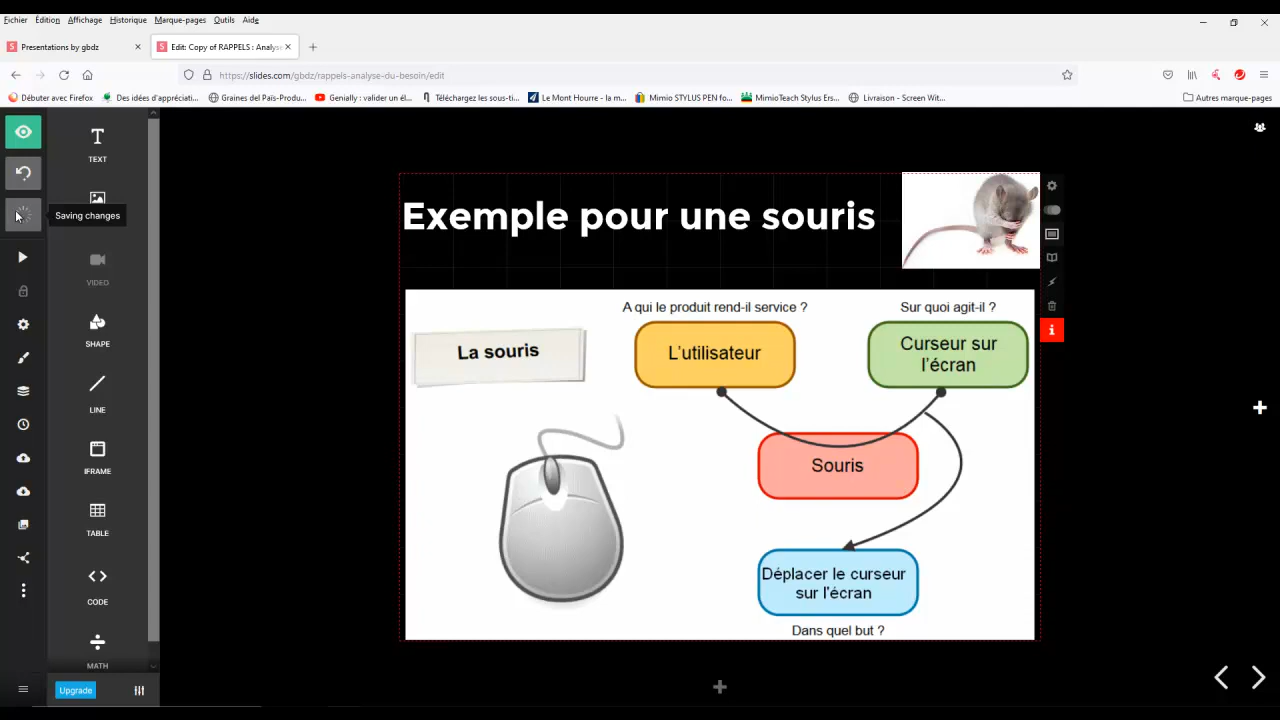 Fichier Édition Affichage Historique Marque-pages Outils Aide
Presentations by gbdz
Edit: Copy of RAPPELS : Analyse
https://slides.com/gbdz/rappels-analyse-du-besoin/edit
Débuter avec Firefox
Des idées d'appréciati...
Graines del Païs-Produ...
Genially : valider un él...
Téléchargez les sous-ti...
Le Mont Hourre - la m...
Mimio STYLUS PEN fo...
MimioTeach Stylus Ers...
Livraison - Screen Wit...
Autres marque-pages
TEXT
Saving changes
VIDEO
SHAPE
LINE
IFRAME
TABLE
CODE
MATH
Upgrade
Exemple pour une souris
A qui le produit rend-il service ?
Sur quoi agit-il ?
La souris
L'utilisateur
Curseur sur
l'écran
Souris
Déplacer le curseur
sur l'écran
Dans quel but ?